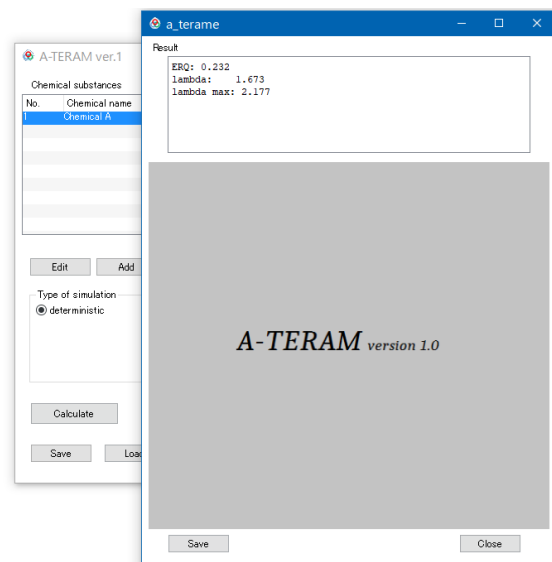 a_terame
Result
ERQ: 0.232
lambda: 1.673
lambda max: 2.177
A-TERAM version 1.0
Save Close
A-TERAM ver.1
Chemical substances
No. Chemical name
1 Chemical A
Edit Add
Type of simulation
deterministic
Calculate
Save